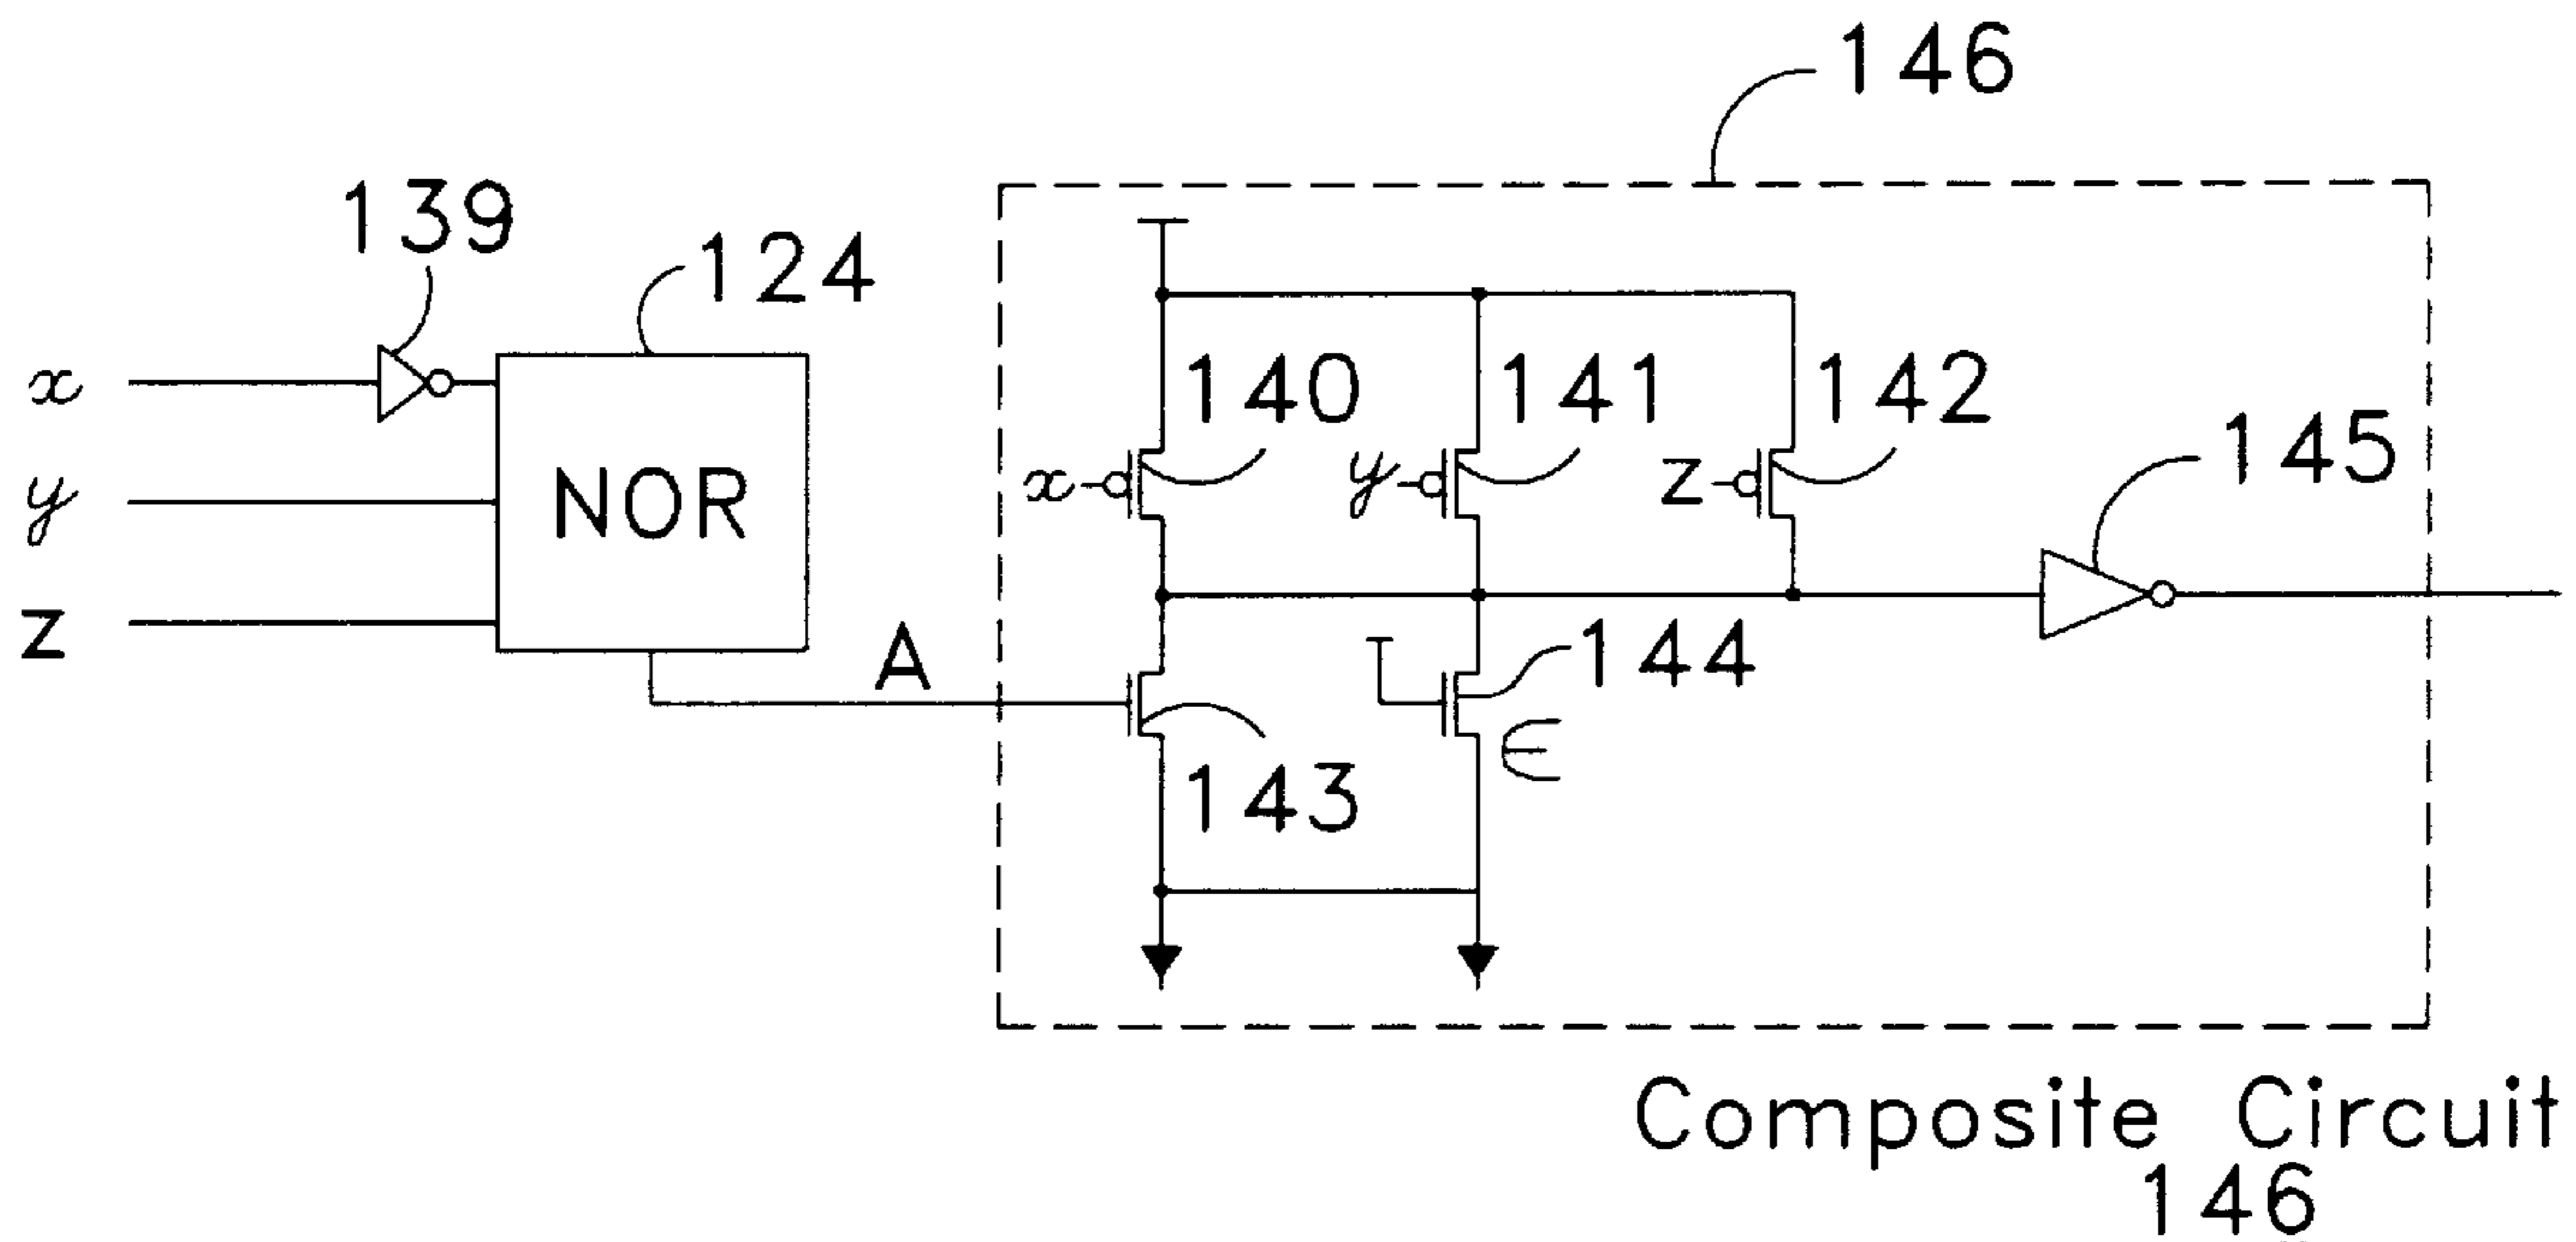 146
139
124
x
140
141
142
145
y
NOR
x
y
z
z
A
144
∈
143
Composite Circuit
146